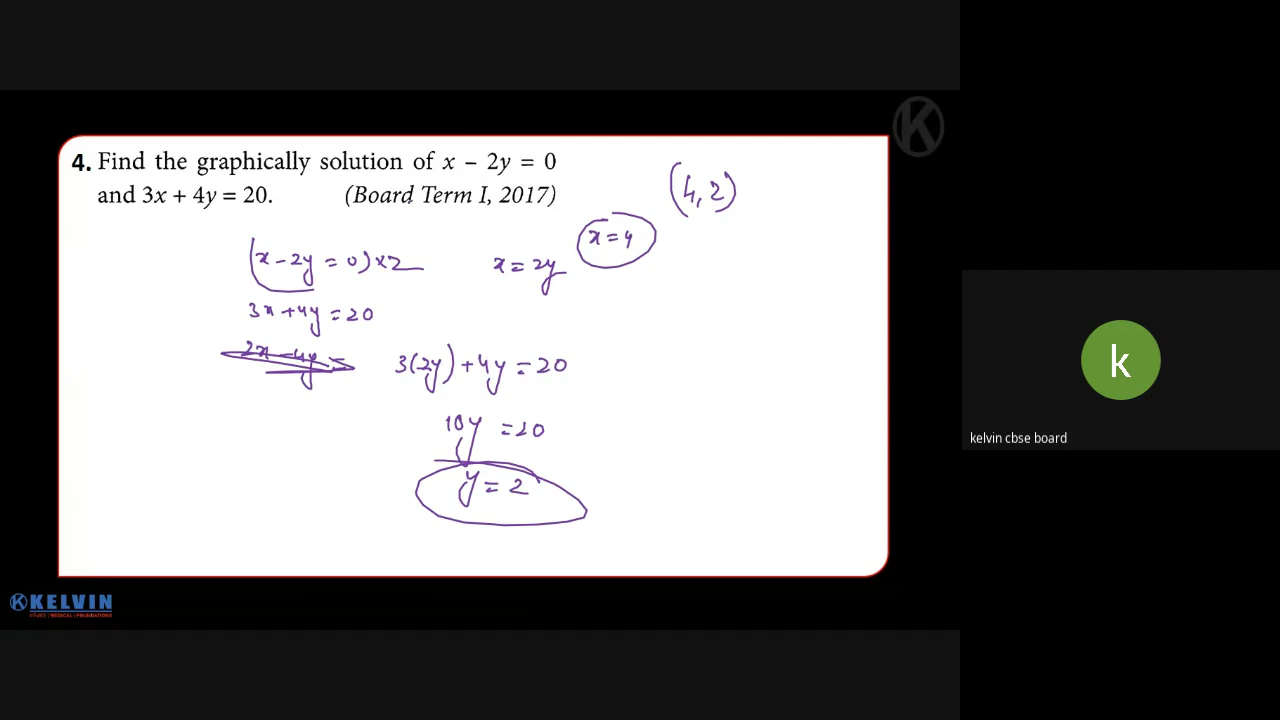 4. Find the graphically solution of x − 2y = 0
and 3x + 4y = 20. (Board Term I, 2017)
(4, 2)
x = 4
(x − 2y = 0) × 2
x = 2y
3x + 4y = 20
2x − 4y =
3(2y) + 4y = 20
10y = 20
y = 2
k
kelvin cbse board
KELVIN